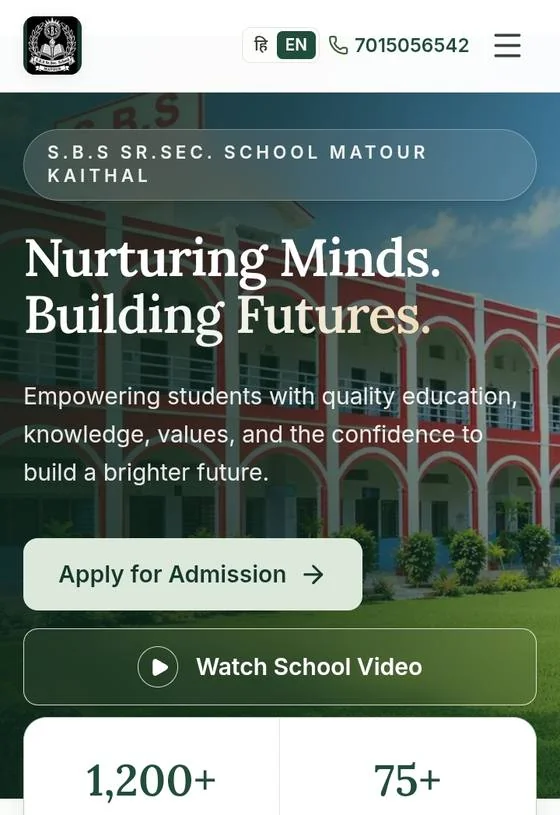 हि EN 7015056542
S.B.S
S.B.S SR.SEC. SCHOOL MATOUR
KAITHAL
Nurturing Minds.
Building Futures.
Empowering students with quality education,
knowledge, values, and the confidence to
build a brighter future.
Apply for Admission
Watch School Video
1,200+ 75+